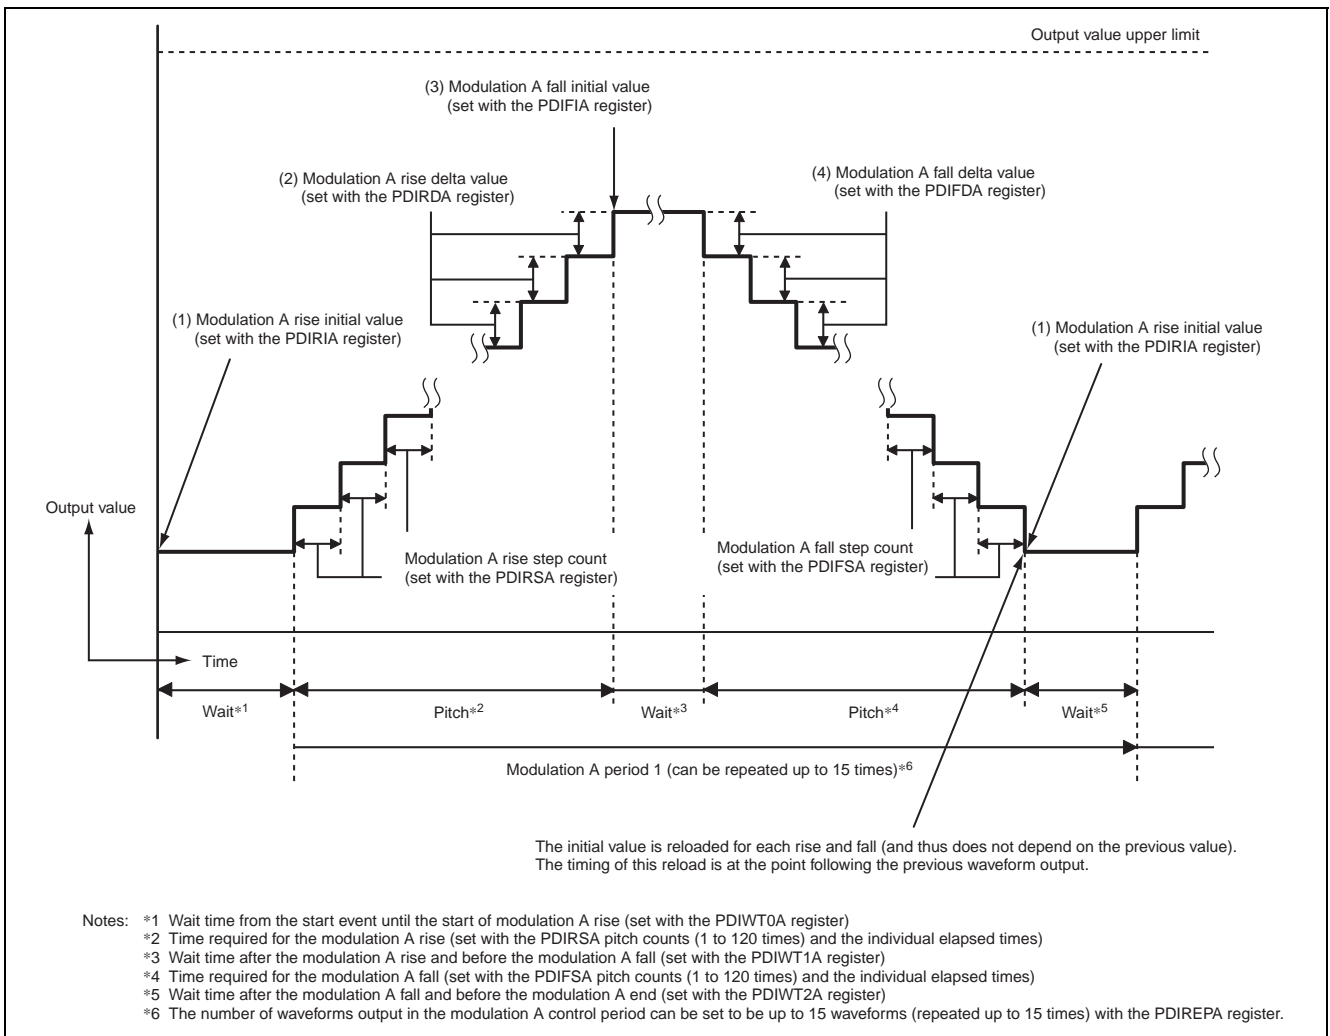 Output value upper limit
(3) Modulation A fall initial value
(set with the PDIFIA register)
(2) Modulation A rise delta value
(set with the PDIRDA register)
(4) Modulation A fall delta value
(set with the PDIFDA register)
(1) Modulation A rise initial value
(set with the PDIRIA register)
(1) Modulation A rise initial value
(set with the PDIRIA register)
Output value
Modulation A rise step count
(set with the PDIRSA register)
Modulation A fall step count
(set with the PDIFSA register)
Time
Wait*1
Pitch*2
Wait*3
Pitch*4
Wait*5
Modulation A period 1 (can be repeated up to 15 times)*6
The initial value is reloaded for each rise and fall (and thus does not depend on the previous value).
The timing of this reload is at the point following the previous waveform output.
Notes: *1 Wait time from the start event until the start of modulation A rise (set with the PDIWT0A register)
*2 Time required for the modulation A rise (set with the PDIRSA pitch counts (1 to 120 times) and the individual elapsed times)
*3 Wait time after the modulation A rise and before the modulation A fall (set with the PDIWT1A register)
*4 Time required for the modulation A fall (set with the PDIFSA pitch counts (1 to 120 times) and the individual elapsed times)
*5 Wait time after the modulation A fall and before the modulation A end (set with the PDIWT2A register)
*6 The number of waveforms output in the modulation A control period can be set to be up to 15 waveforms (repeated up to 15 times) with the PDIREPA register.